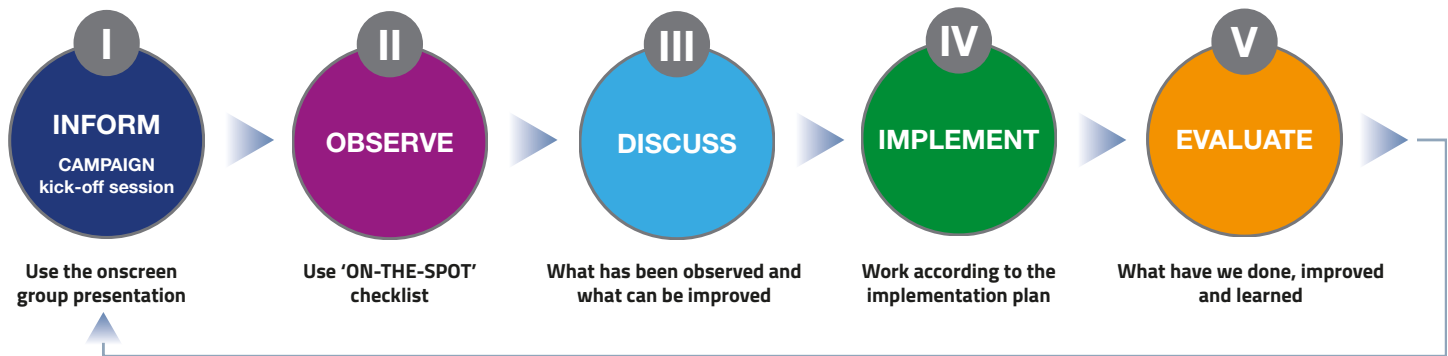 I
INFORM
CAMPAIGN
kick-off session
Use the onscreen
group presentation
II
OBSERVE
Use ‘ON-THE-SPOT’
checklist
III
DISCUSS
What has been observed and
what can be improved
IV
IMPLEMENT
Work according to the
implementation plan
V
EVALUATE
What have we done, improved
and learned